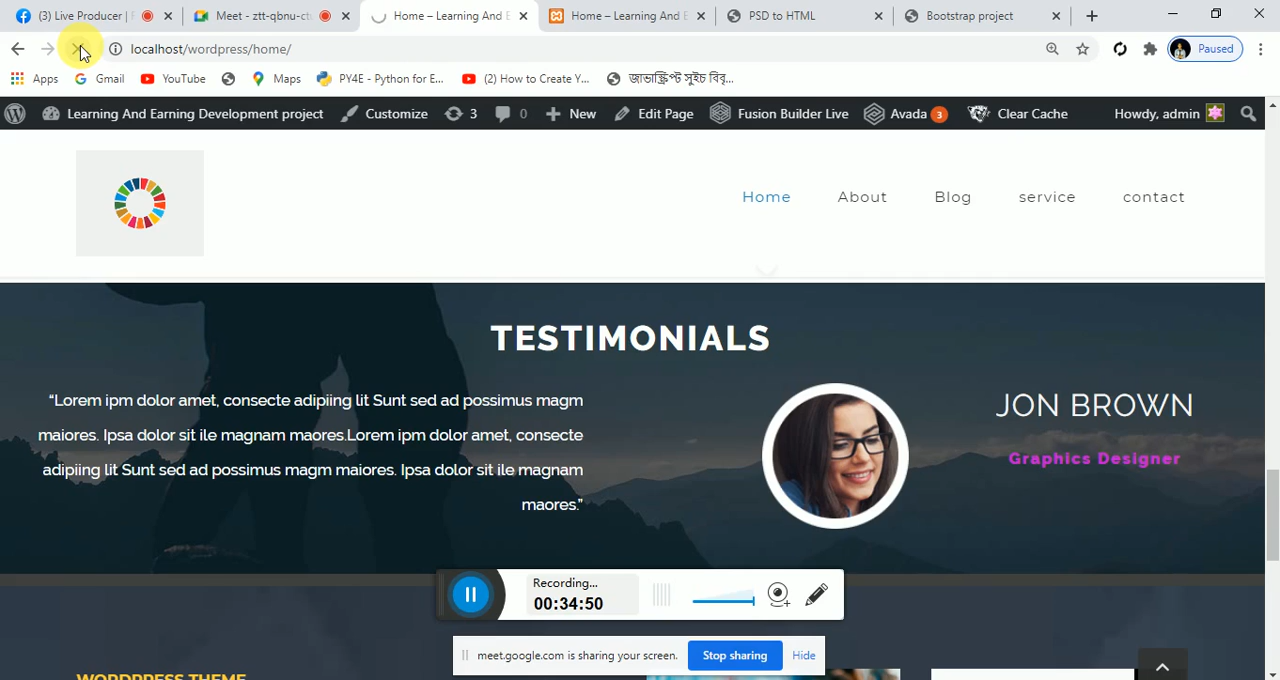 (3) Live Producer | F
Meet - ztt-qbnu-ct
Home – Learning And E
Home – Learning And E
PSD to HTML
Bootstrap project
localhost/wordpress/home/
Paused
Apps
Gmail
YouTube
Maps
PY4E - Python for E...
(2) How to Create Y...
জাভাস্ক্রিপ্ট সুইচ বিবৃ...
Learning And Earning Development project
Customize
3
0
New
Edit Page
Fusion Builder Live
Avada 3
Clear Cache
Howdy, admin
Home
About
Blog
service
contact
TESTIMONIALS
“Lorem ipm dolor amet, consecte adipiing lit Sunt sed ad possimus magm
maiores. Ipsa dolor sit ile magnam maores.Lorem ipm dolor amet, consecte
adipiing lit Sunt sed ad possimus magm maiores. Ipsa dolor sit ile magnam
maores.”
JON BROWN
Graphics Designer
Recording...
00:34:50
meet.google.com is sharing your screen.
Stop sharing
Hide
WORDPRESS THEME